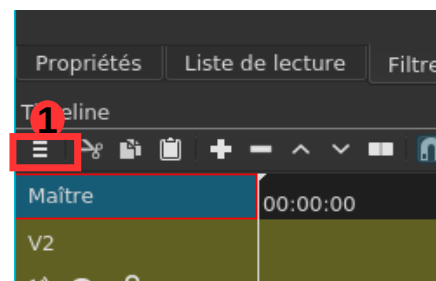 Propriétés Liste de lecture Filtre
Timeline
1
Maître 00:00:00
V2